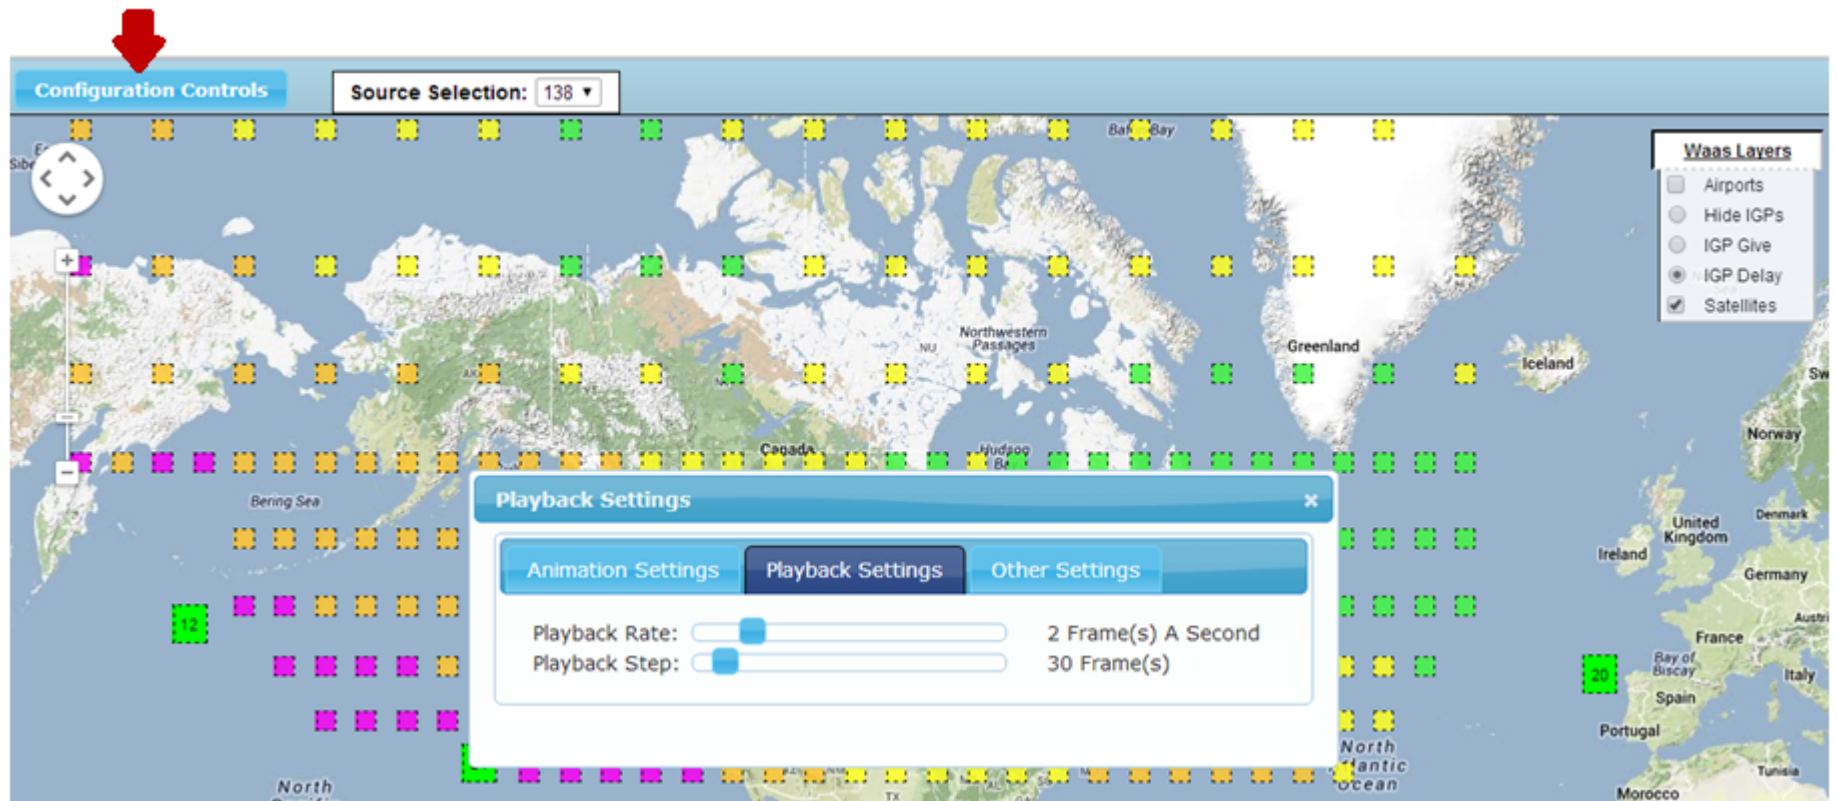 Configuration Controls
Source Selection: 138
Waas Layers
Airports
Hide IGPs
IGP Give
IGP Delay
Satellites
Northwestern
Passages
NU
Greenland
Iceland
Canada
Hudson
Norway
Bering Sea
Playback Settings
Animation Settings Playback Settings Other Settings
Playback Rate: 2 Frame(s) A Second
Playback Step: 30 Frame(s)
United
Kingdom
Denmark
Ireland
Germany
12
France
Bay of
Biscay
20
Italy
Spain
Portugal
North
Ocean
Tunisia
North
TX
Morocco